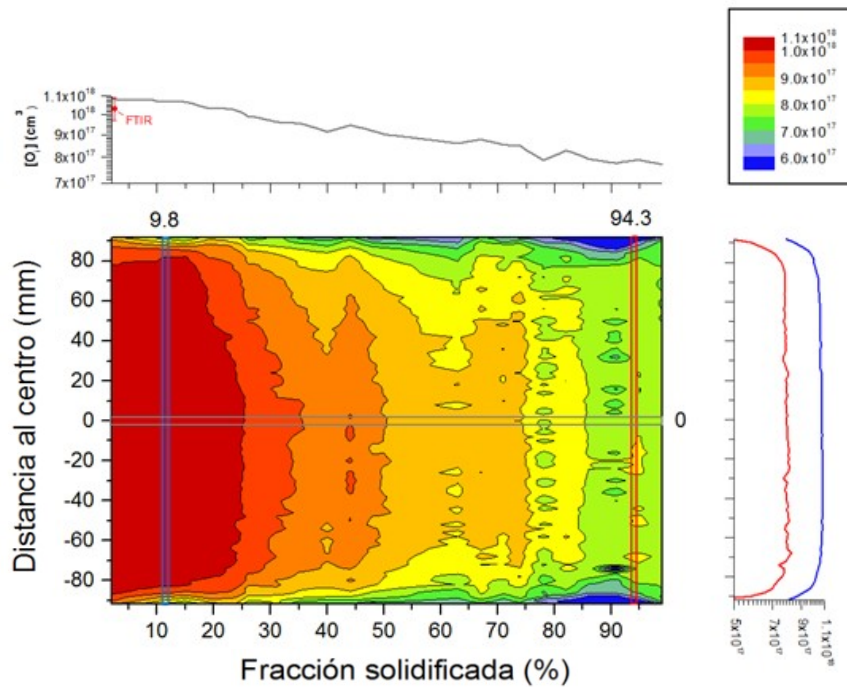 1.1x10^18
1.0x10^18
9.0x10^17
8.0x10^17
7.0x10^17
6.0x10^17
[O_i] (cm^3
1.1x10^18
10^18
9x10^17
8x10^17
7x10^17
FTIR
9.8
94.3
Distancia al centro (mm)
80
60
40
20
0
-20
-40
-60
-80
0
10 20 30 40 50 60 70 80 90
Fracción solidificada (%)
5x10^17
7x10^17
9x10^17
1.1x10^18